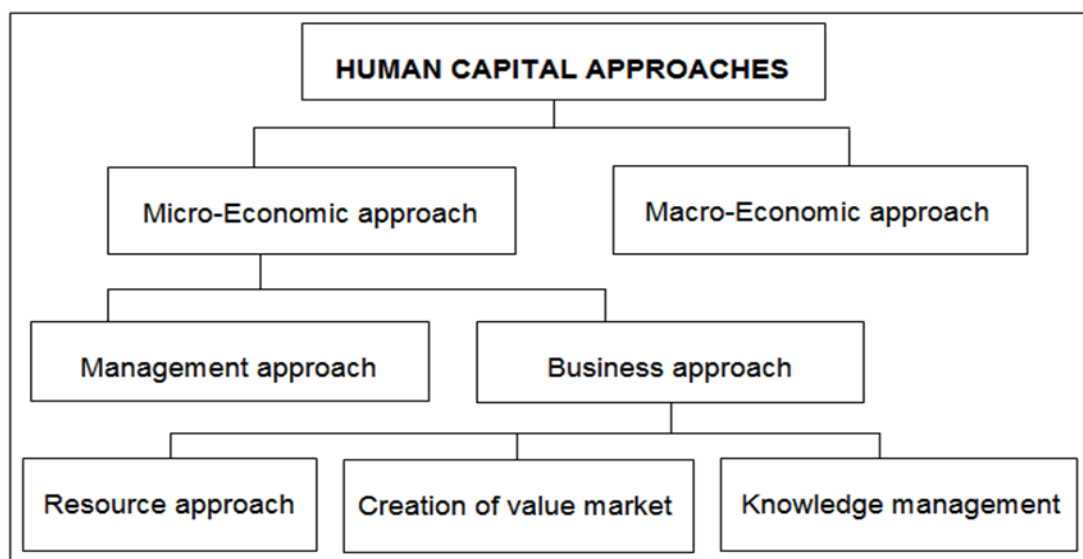 HUMAN CAPITAL APPROACHES
Micro-Economic approach
Macro-Economic approach
Management approach
Business approach
Resource approach
Creation of value market
Knowledge management